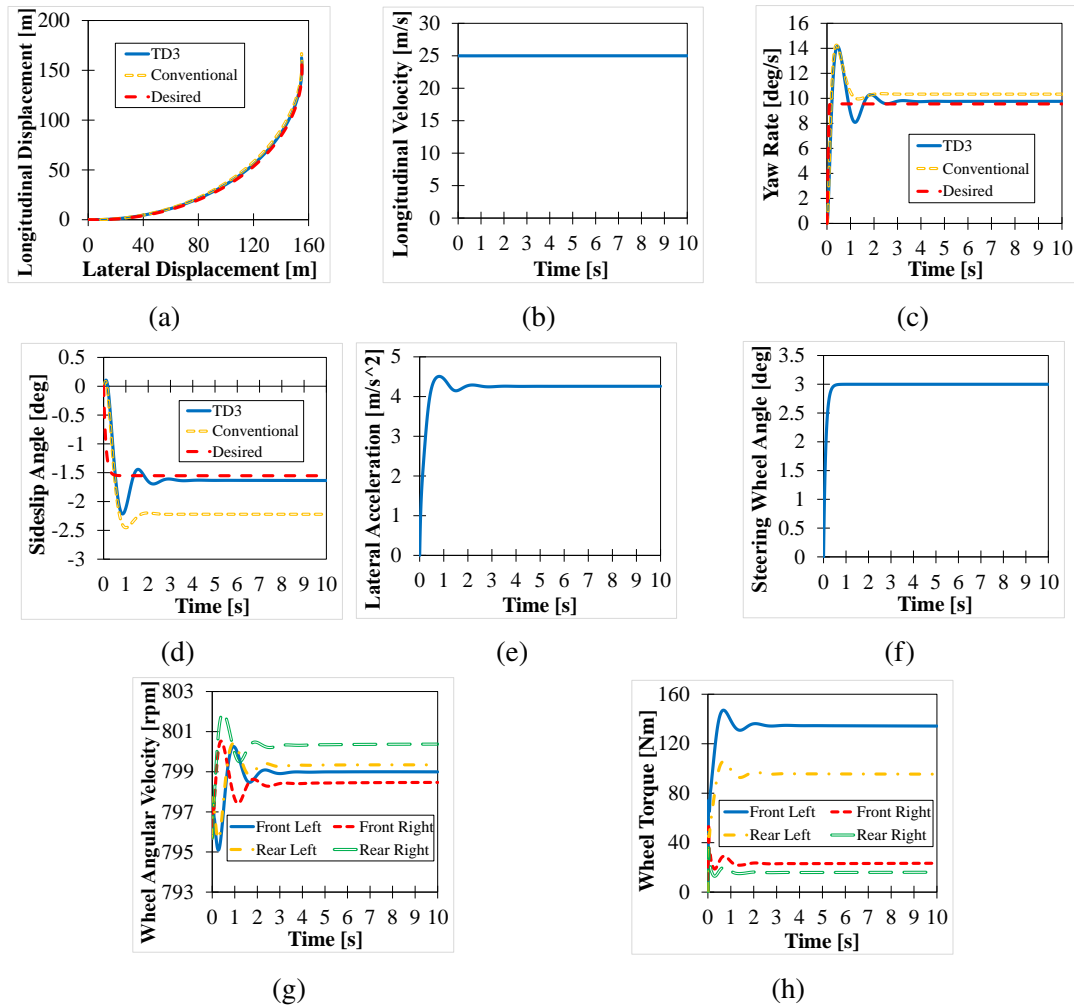 Longitudinal Displacement [m]
200
150
100
50
0
TD3
Conventional
Desired
0 40 80 120 160
Lateral Displacement [m]
(a)
Longitudinal Velocity [m/s]
30
25
20
15
10
5
0
0 1 2 3 4 5 6 7 8 9 10
Time [s]
(b)
Yaw Rate [deg/s]
16
14
12
10
8
6
4
2
0
TD3
Conventional
Desired
0 1 2 3 4 5 6 7 8 9 10
Time [s]
(c)
Sideslip Angle [deg]
0.5
0
-0.5
-1
-1.5
-2
-2.5
-3
TD3
Conventional
Desired
0 1 2 3 4 5 6 7 8 9 10
Time [s]
(d)
Lateral Acceleration [m/s^2]
5
4
3
2
1
0
0 1 2 3 4 5 6 7 8 9 10
Time [s]
(e)
Steering Wheel Angle [deg]
3.5
3
2.5
2
1.5
1
0.5
0
0 1 2 3 4 5 6 7 8 9 10
Time [s]
(f)
Wheel Angular Velocity [rpm]
803
801
799
797
795
793
Front Left Front Right
Rear Left Rear Right
0 1 2 3 4 5 6 7 8 9 10
Time [s]
(g)
Wheel Torque [Nm]
160
120
80
40
0
Front Left Front Right
Rear Left Rear Right
0 1 2 3 4 5 6 7 8 9 10
Time [s]
(h)